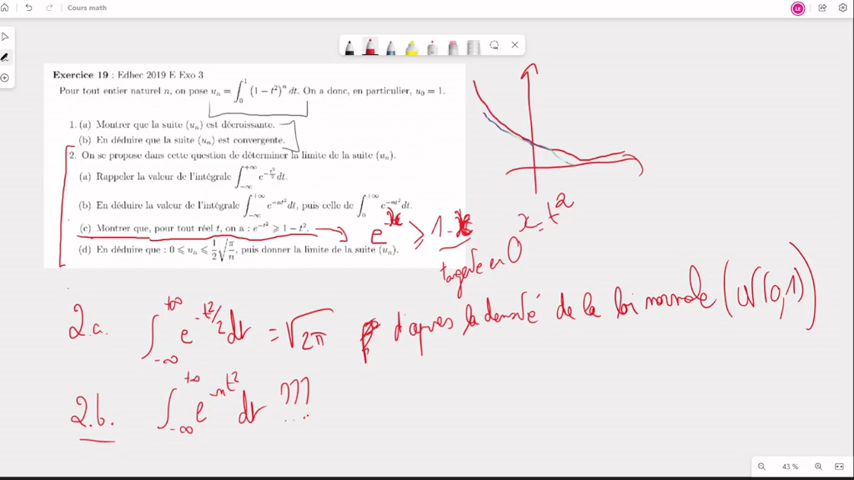 Cours math
Exercice 19 : Edhec 2019 E Exo 3
Pour tout entier naturel n, on pose u_n = ∫_0^1 (1 − t²)^n dt. On a donc, en particulier, u_0 = 1.
1. (a) Montrer que la suite (u_n) est décroissante.
(b) En déduire que la suite (u_n) est convergente.
2. On se propose dans cette question de déterminer la limite de la suite (u_n).
(a) Rappeler la valeur de l'intégrale ∫_{−∞}^{+∞} e^{−t²/2} dt.
(b) En déduire la valeur de l'intégrale ∫_{−∞}^{+∞} e^{−nt²} dt, puis celle de ∫_0^{+∞} e^{−nt²} dt.
(c) Montrer que, pour tout réel t, on a : e^{−t²} ⩾ 1 − t².
(d) En déduire que : 0 ⩽ u_n ⩽ 1/2 √(π/n), puis donner la limite de la suite (u_n).
e^{-x} ⩾ 1-x
x=t²
tangente en 0
2.a. ∫_{-∞}^{+∞} e^{-t²/2} dt = √2π d'après la densité de la loi normale (N(0,1))
2.b. ∫_{-∞}^{+∞} e^{-nt²} dt ???
43 %